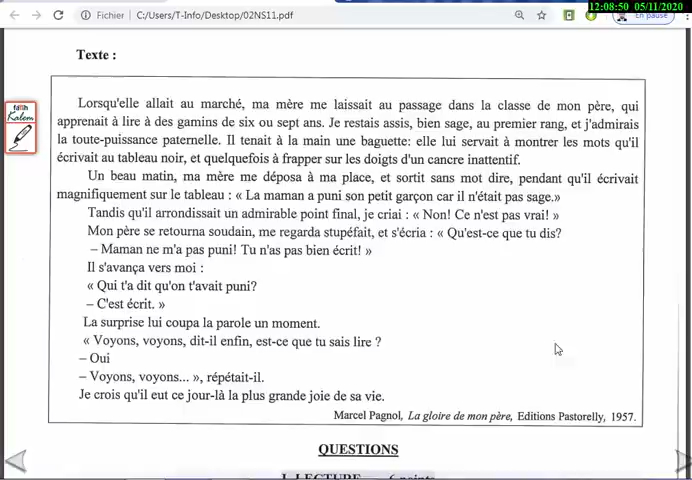 12:08:50 05/11/2020
Fichier | C:/Users/T-Info/Desktop/02NS11.pdf
En pause
Texte :
fatih
Kalem
Lorsqu'elle allait au marché, ma mère me laissait au passage dans la classe de mon père, qui
apprenait à lire à des gamins de six ou sept ans. Je restais assis, bien sage, au premier rang, et j'admirais
la toute-puissance paternelle. Il tenait à la main une baguette: elle lui servait à montrer les mots qu'il
écrivait au tableau noir, et quelquefois à frapper sur les doigts d'un cancre inattentif.
Un beau matin, ma mère me déposa à ma place, et sortit sans mot dire, pendant qu'il écrivait
magnifiquement sur le tableau : « La maman a puni son petit garçon car il n'était pas sage.»
Tandis qu'il arrondissait un admirable point final, je criai : « Non! Ce n'est pas vrai! »
Mon père se retourna soudain, me regarda stupéfait, et s'écria : « Qu'est-ce que tu dis?
– Maman ne m'a pas puni! Tu n'as pas bien écrit! »
Il s'avança vers moi :
« Qui t'a dit qu'on t'avait puni?
– C'est écrit. »
La surprise lui coupa la parole un moment.
« Voyons, voyons, dit-il enfin, est-ce que tu sais lire ?
– Oui
– Voyons, voyons... », répétait-il.
Je crois qu'il eut ce jour-là la plus grande joie de sa vie.
Marcel Pagnol, La gloire de mon père, Editions Pastorelly, 1957.
QUESTIONS
I. LECTURE 6 points